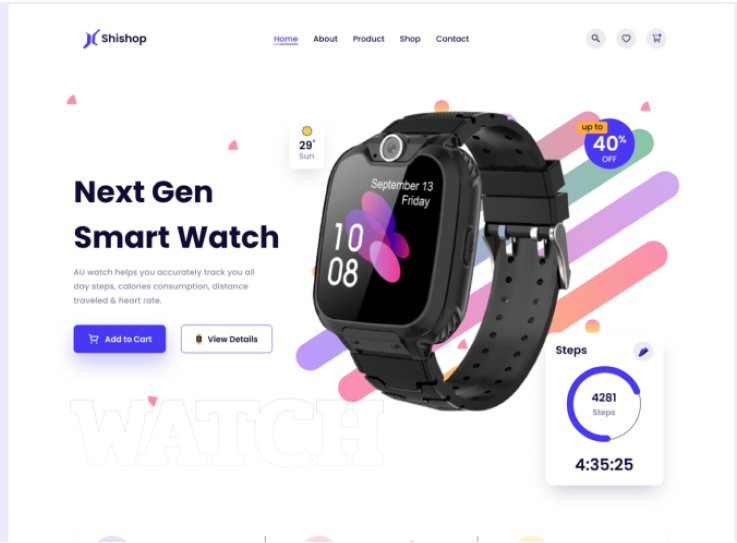 Shishop
Home About Product Shop Contact
29°
Sun
up to
40%
OFF
September 13
Friday
10
08
Next Gen
Smart Watch
AU watch helps you accurately track you all
day steps, calories consumption, distance
traveled & heart rate.
Add to Cart
View Details
WATCH
Steps
4281
Steps
4:35:25